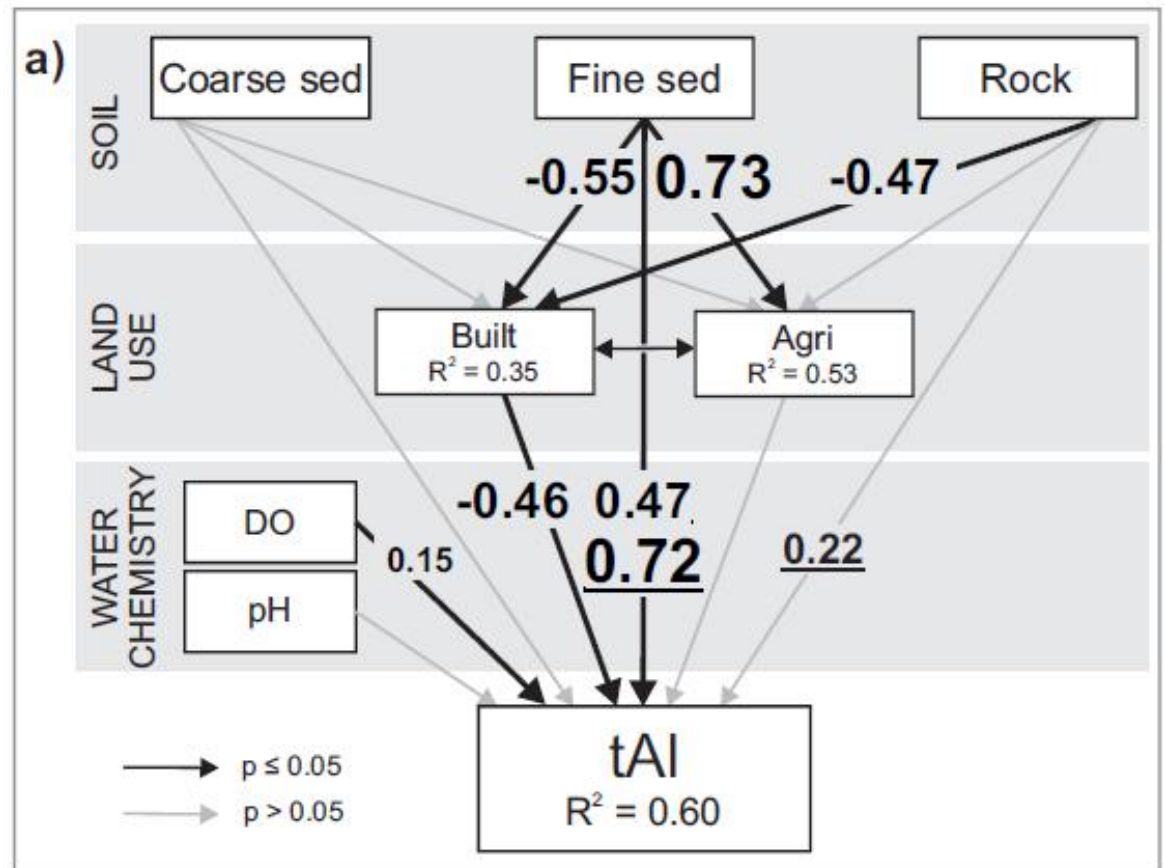 a)
SOIL
Coarse sed
Fine sed
Rock
-0.55
0.73
-0.47
LAND
USE
Built
R² = 0.35
Agri
R² = 0.53
WATER
CHEMISTRY
DO
pH
0.15
-0.46
0.47
0.72
0.22
p ≤ 0.05
p > 0.05
tAl
R² = 0.60